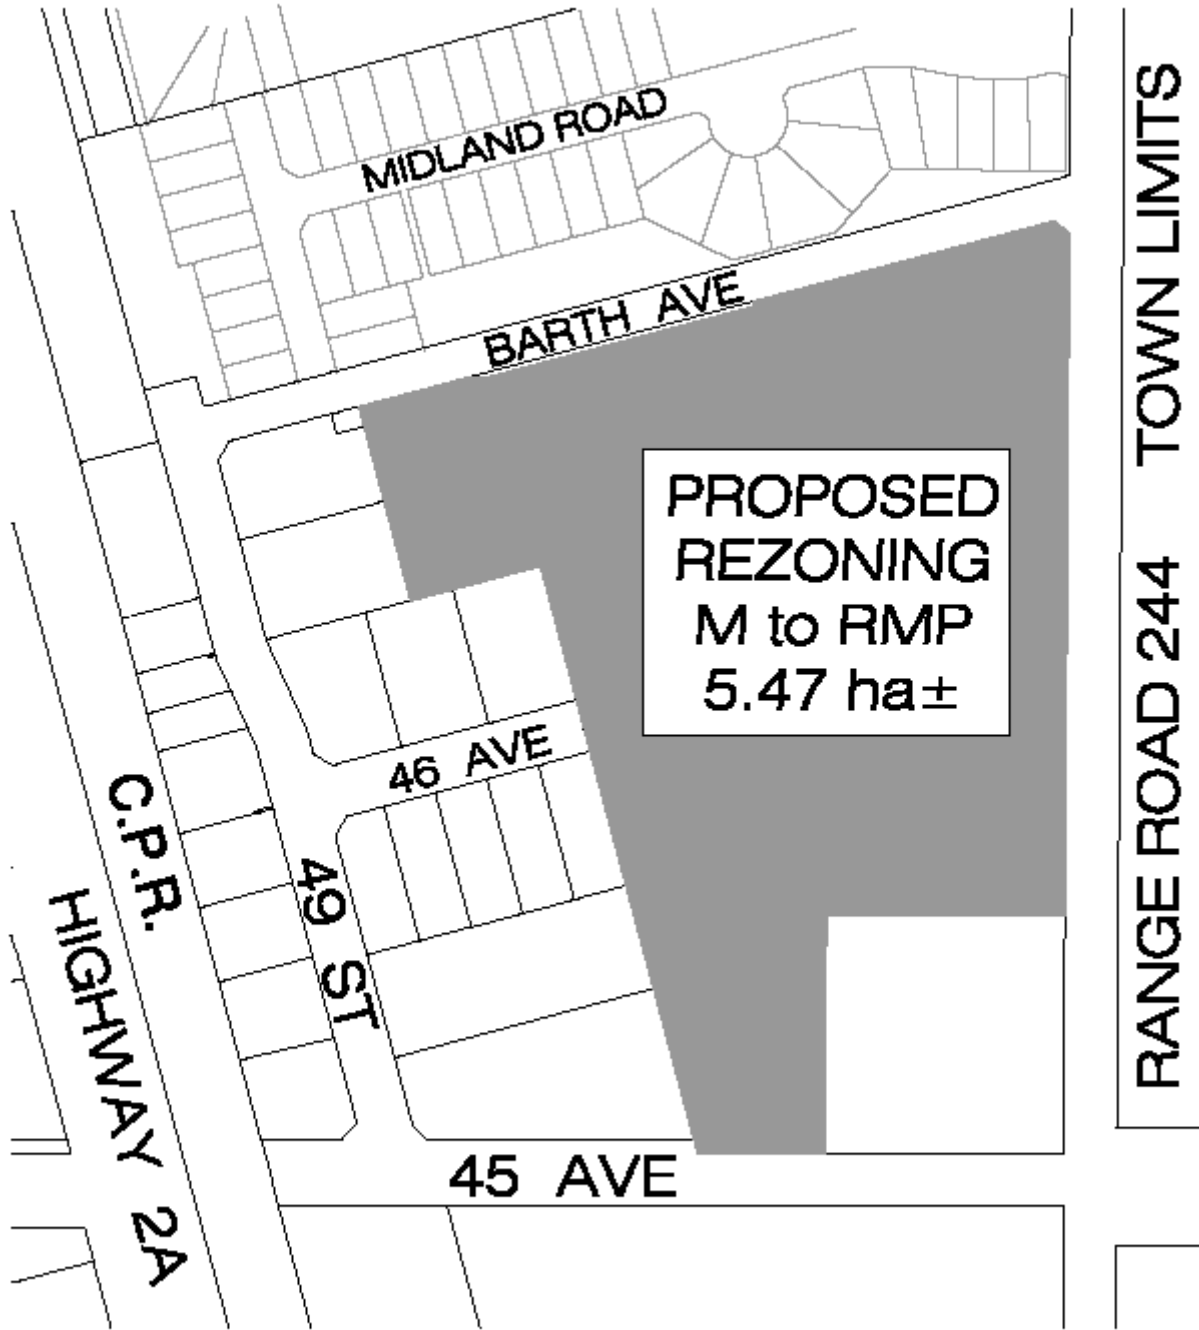 MIDLAND ROAD
BARTH AVE
TOWN LIMITS
PROPOSED
REZONING
M to RMP
5.47 ha±
RANGE ROAD 244
46 AVE
C.P.R.
49 ST
HIGHWAY 2A
45 AVE